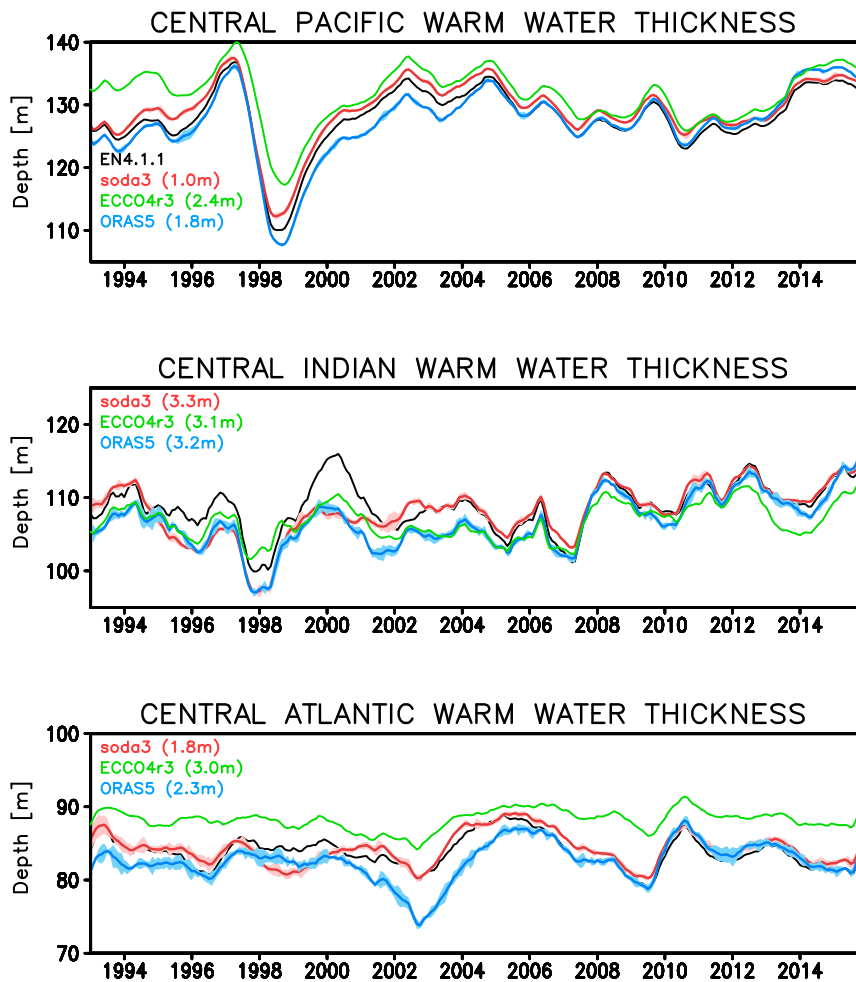 CENTRAL PACIFIC WARM WATER THICKNESS
Depth [m]
140
130
120
110
EN4.1.1
soda3 (1.0m)
ECCO4r3 (2.4m)
ORAS5 (1.8m)
1994 1996 1998 2000 2002 2004 2006 2008 2010 2012 2014
CENTRAL INDIAN WARM WATER THICKNESS
Depth [m]
120
110
100
soda3 (3.3m)
ECCO4r3 (3.1m)
ORAS5 (3.2m)
1994 1996 1998 2000 2002 2004 2006 2008 2010 2012 2014
CENTRAL ATLANTIC WARM WATER THICKNESS
Depth [m]
100
90
80
70
soda3 (1.8m)
ECCO4r3 (3.0m)
ORAS5 (2.3m)
1994 1996 1998 2000 2002 2004 2006 2008 2010 2012 2014